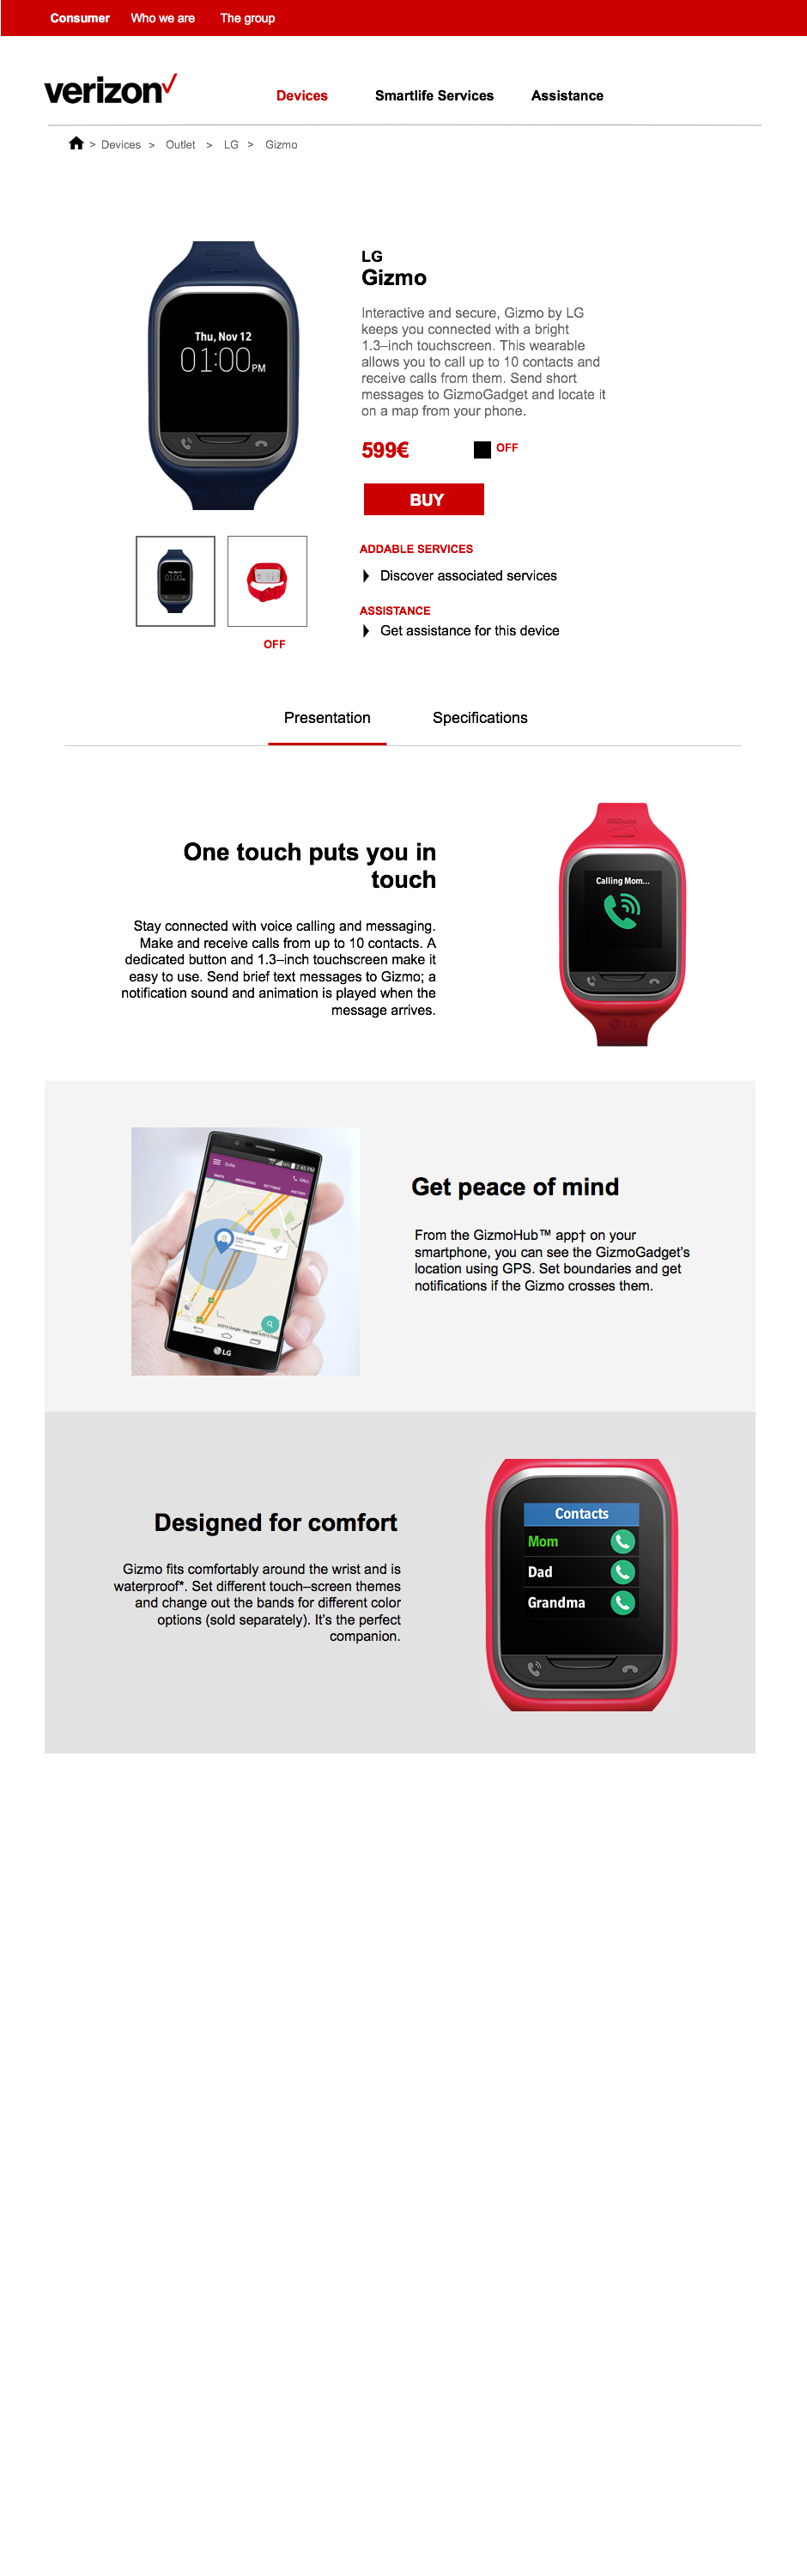 Consumer Who we are The group
verizon
Devices Smartlife Services Assistance
> Devices > Outlet > LG > Gizmo
LG
Gizmo
Interactive and secure, Gizmo by LG
keeps you connected with a bright
1.3–inch touchscreen. This wearable
allows you to call up to 10 contacts and
receive calls from them. Send short
messages to GizmoGadget and locate it
on a map from your phone.
Thu, Nov 12
01:00PM
599€
OFF
BUY
ADDABLE SERVICES
Discover associated services
ASSISTANCE
Get assistance for this device
OFF
Presentation Specifications
One touch puts you in
touch
Stay connected with voice calling and messaging.
Make and receive calls from up to 10 contacts. A
dedicated button and 1.3–inch touchscreen make it
easy to use. Send brief text messages to Gizmo; a
notification sound and animation is played when the
message arrives.
Calling Mom...
LG
2:45 PM
CALL
MAPS MESSAGING SETTINGS HISTORY
LG
Get peace of mind
From the GizmoHub™ app† on your
smartphone, you can see the GizmoGadget's
location using GPS. Set boundaries and get
notifications if the Gizmo crosses them.
Designed for comfort
Gizmo fits comfortably around the wrist and is
waterproof*. Set different touch–screen themes
and change out the bands for different color
options (sold separately). It's the perfect
companion.
Contacts
Mom
Dad
Grandma